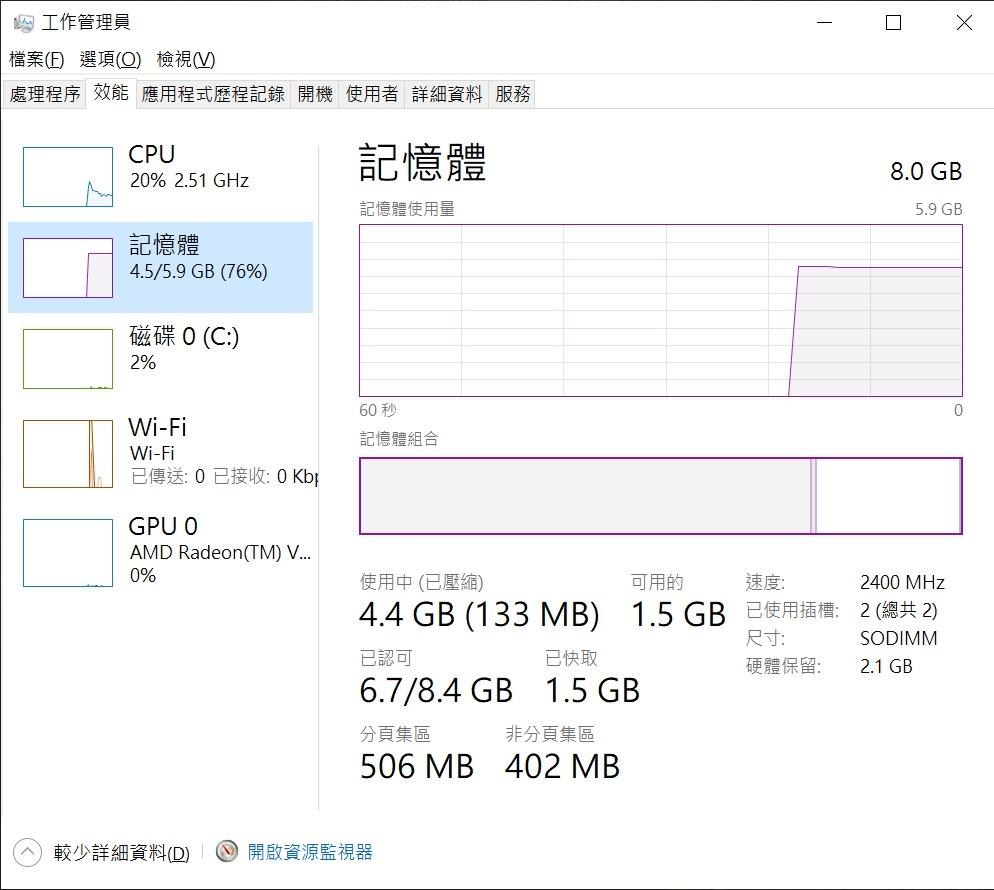 工作管理員
檔案(F) 選項(O) 檢視(V)
處理程序 效能 應用程式歷程記錄 開機 使用者 詳細資料 服務
CPU
20% 2.51 GHz
記憶體
4.5/5.9 GB (76%)
磁碟 0 (C:)
2%
Wi-Fi
Wi-Fi
已傳送: 0 已接收: 0 Kbp
GPU 0
AMD Radeon(TM) V...
0%
記憶體 8.0 GB
記憶體使用量 5.9 GB
60 秒 0
記憶體組合
使用中 (已壓縮) 可用的
4.4 GB (133 MB) 1.5 GB
已認可 已快取
6.7/8.4 GB 1.5 GB
分頁集區 非分頁集區
506 MB 402 MB
速度: 2400 MHz
已使用插槽: 2 (總共 2)
尺寸: SODIMM
硬體保留: 2.1 GB
較少詳細資料(D) 開啟資源監視器